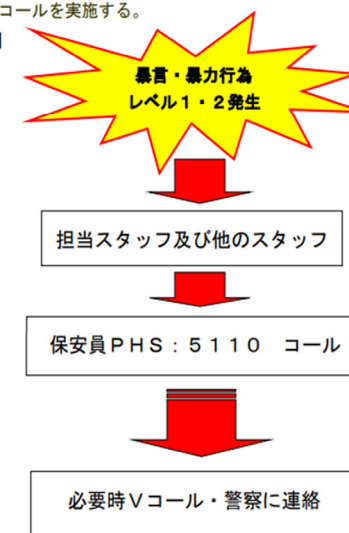 コールを実施する。
暴言・暴力行為
レベル１・２発生
担当スタッフ及び他のスタッフ
保安員ＰＨＳ：５１１０　コール
必要時Ｖコール・警察に連絡